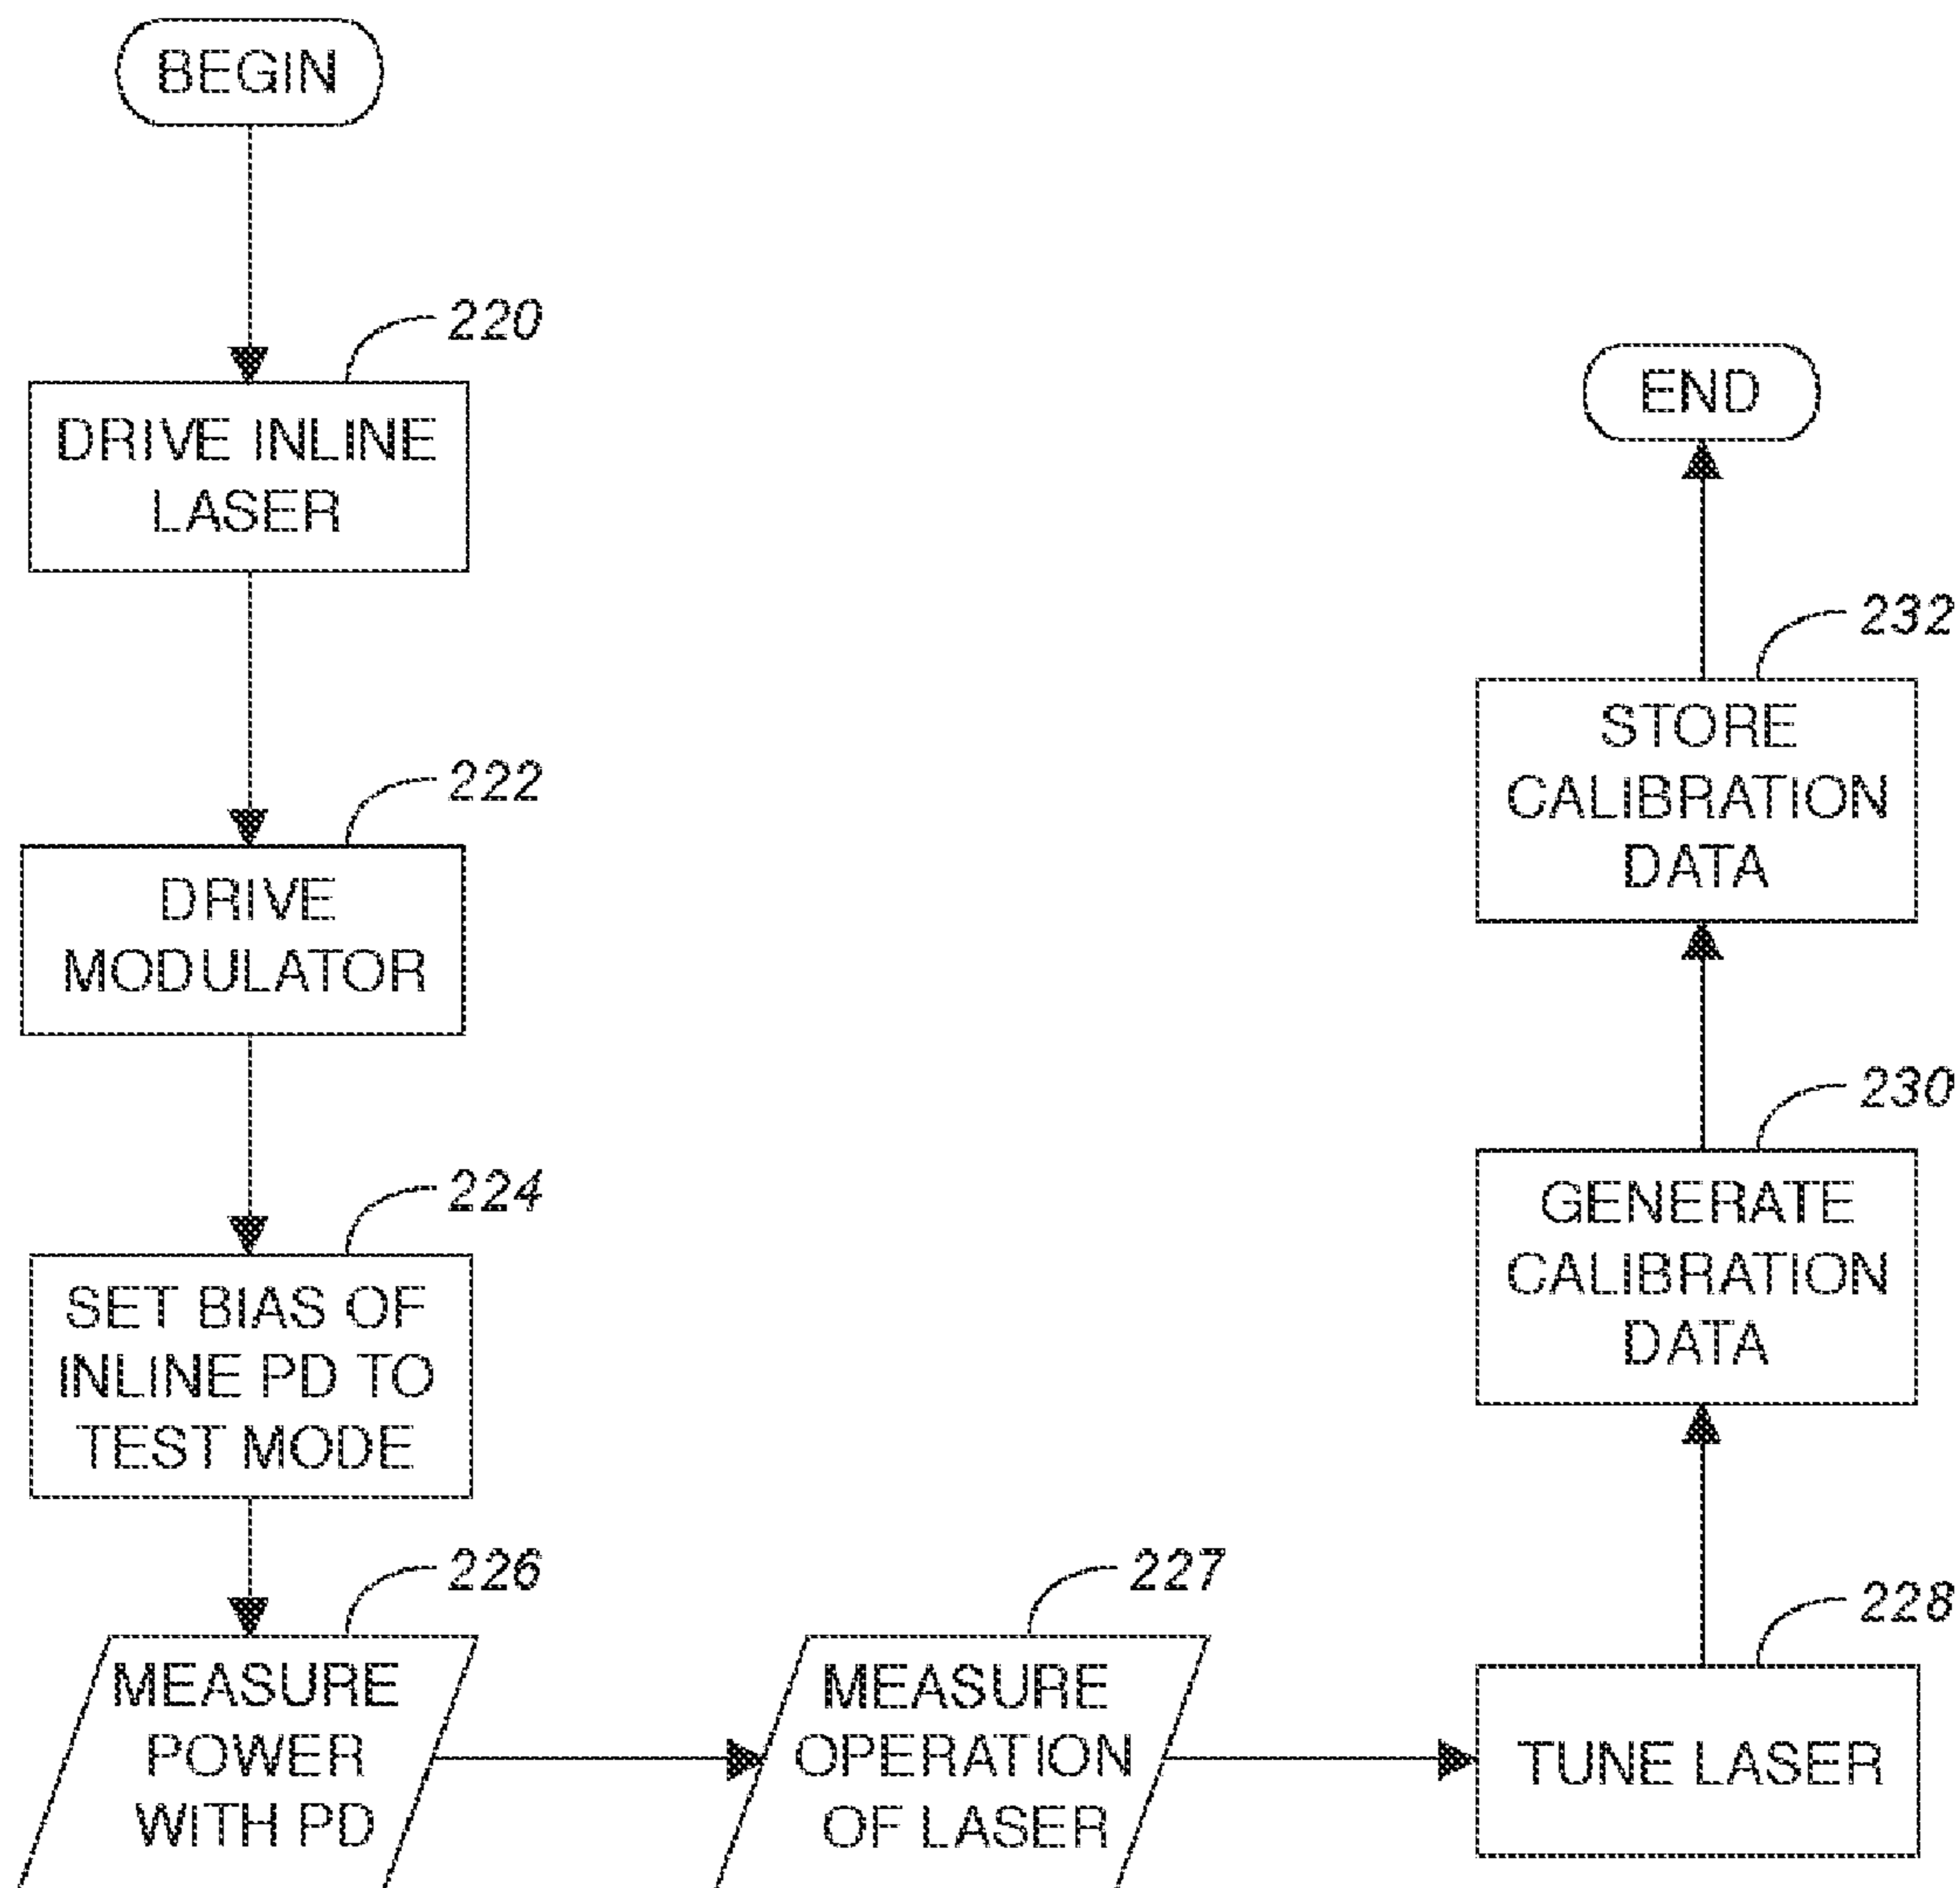 BEGIN
220
DRIVE INLINE
LASER
222
DRIVE
MODULATOR
224
SET BIAS OF
INLINE PD TO
TEST MODE
226
MEASURE
POWER
WITH PD
227
MEASURE
OPERATION
OF LASER
228
TUNE LASER
230
GENERATE
CALIBRATION
DATA
232
STORE
CALIBRATION
DATA
END